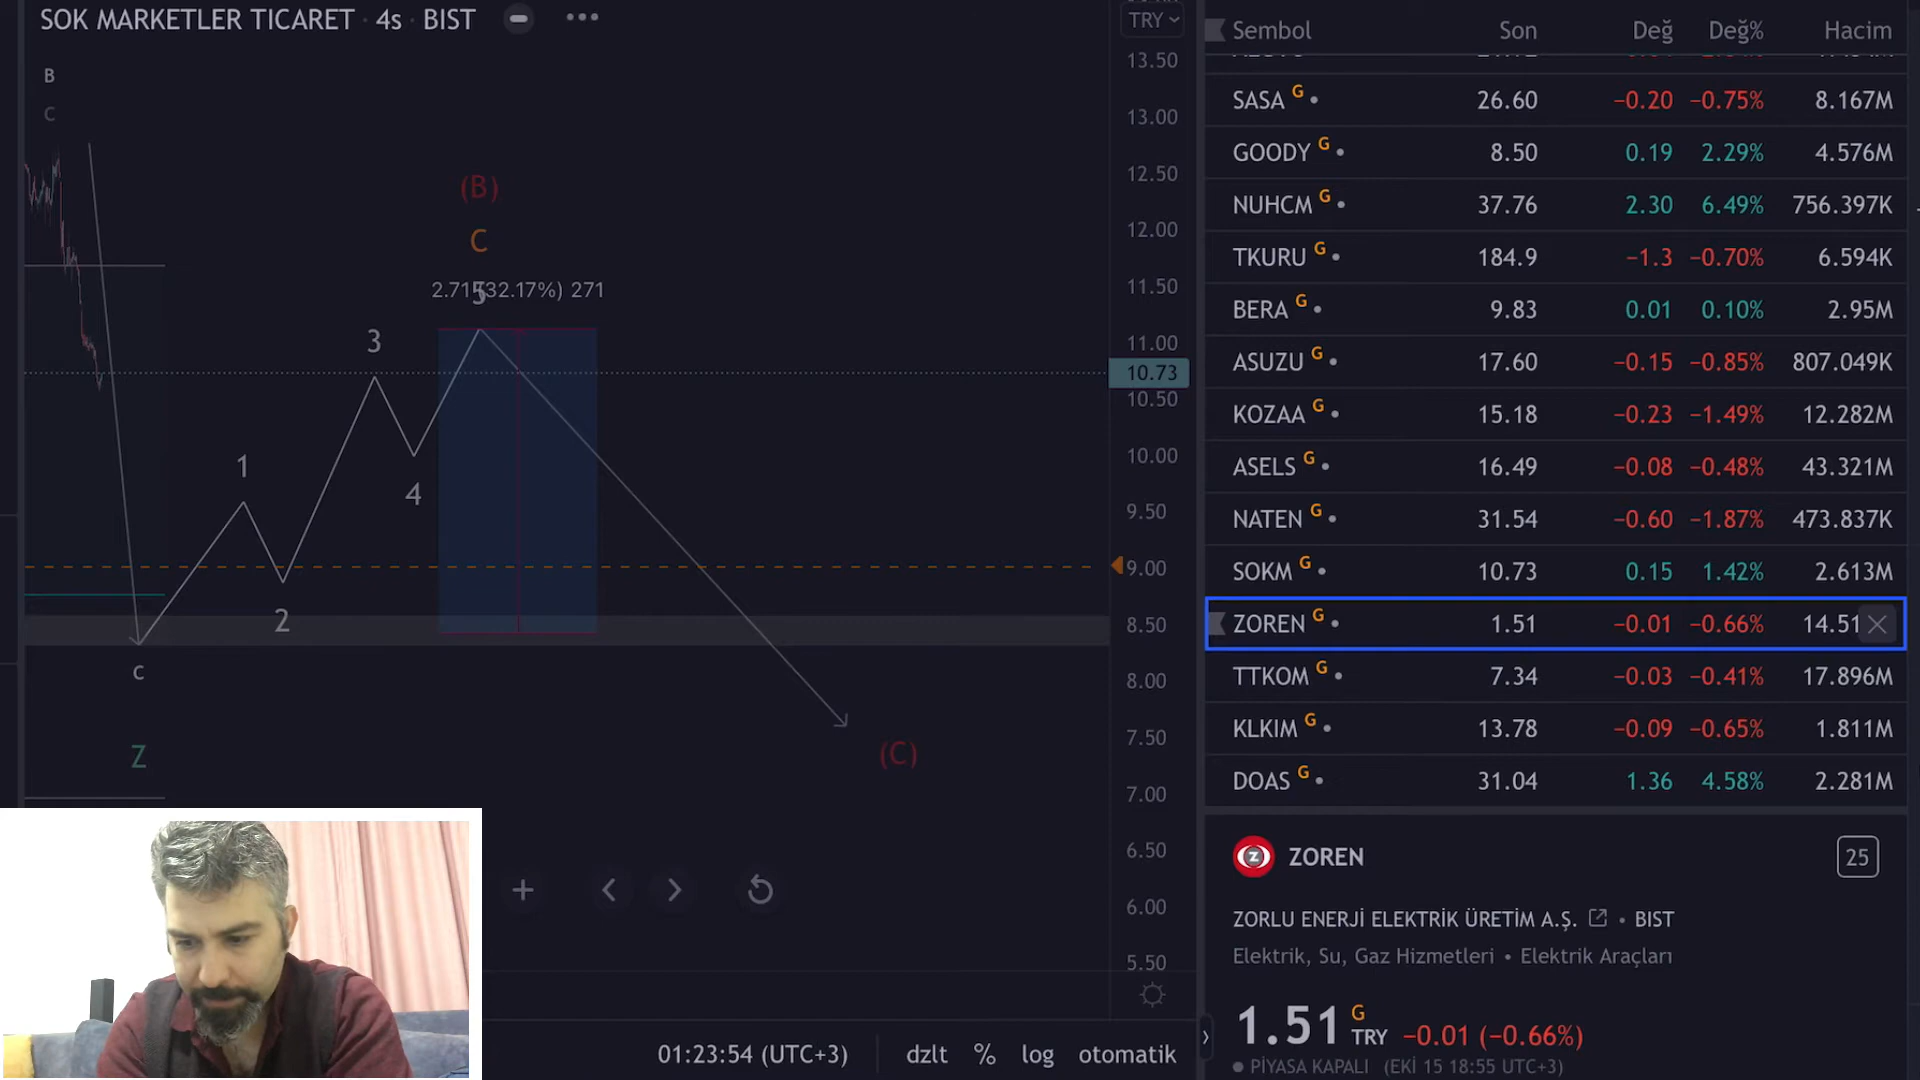 SOK MARKETLER TİCARET · 4s · BIST
TRY
B
C
(B)
C
5
(32.17%) 271
3
1
4
2
c
Z
(C)
13.50
13.00
12.50
12.00
11.50
11.00
10.73
10.50
10.00
9.50
9.00
8.50
8.00
7.50
7.00
6.50
6.00
5.50
01:23:54 (UTC+3) dzlt % log otomatik
Sembol Son Değ Değ% Hacim
SASA G 26.60 −0.20 −0.75% 8.167M
GOODY G 8.50 0.19 2.29% 4.576M
NUHCM G 37.76 2.30 6.49% 756.397K
TKURU G 184.9 −1.3 −0.70% 6.594K
BERA G 9.83 0.01 0.10% 2.95M
ASUZU G 17.60 −0.15 −0.85% 807.049K
KOZAA G 15.18 −0.23 −1.49% 12.282M
ASELS G 16.49 −0.08 −0.48% 43.321M
NATEN G 31.54 −0.60 −1.87% 473.837K
SOKM G 10.73 0.15 1.42% 2.613M
ZOREN G 1.51 −0.01 −0.66% 14.51
TTKOM G 7.34 −0.03 −0.41% 17.896M
KLKIM G 13.78 −0.09 −0.65% 1.811M
DOAS G 31.04 1.36 4.58% 2.281M
ZOREN 25
ZORLU ENERJİ ELEKTRİK ÜRETİM A.Ş. • BIST
Elektrik, Su, Gaz Hizmetleri • Elektrik Araçları
1.51 G TRY −0.01 (−0.66%)
PİYASA KAPALI (EKİ 15 18:55 UTC+3)